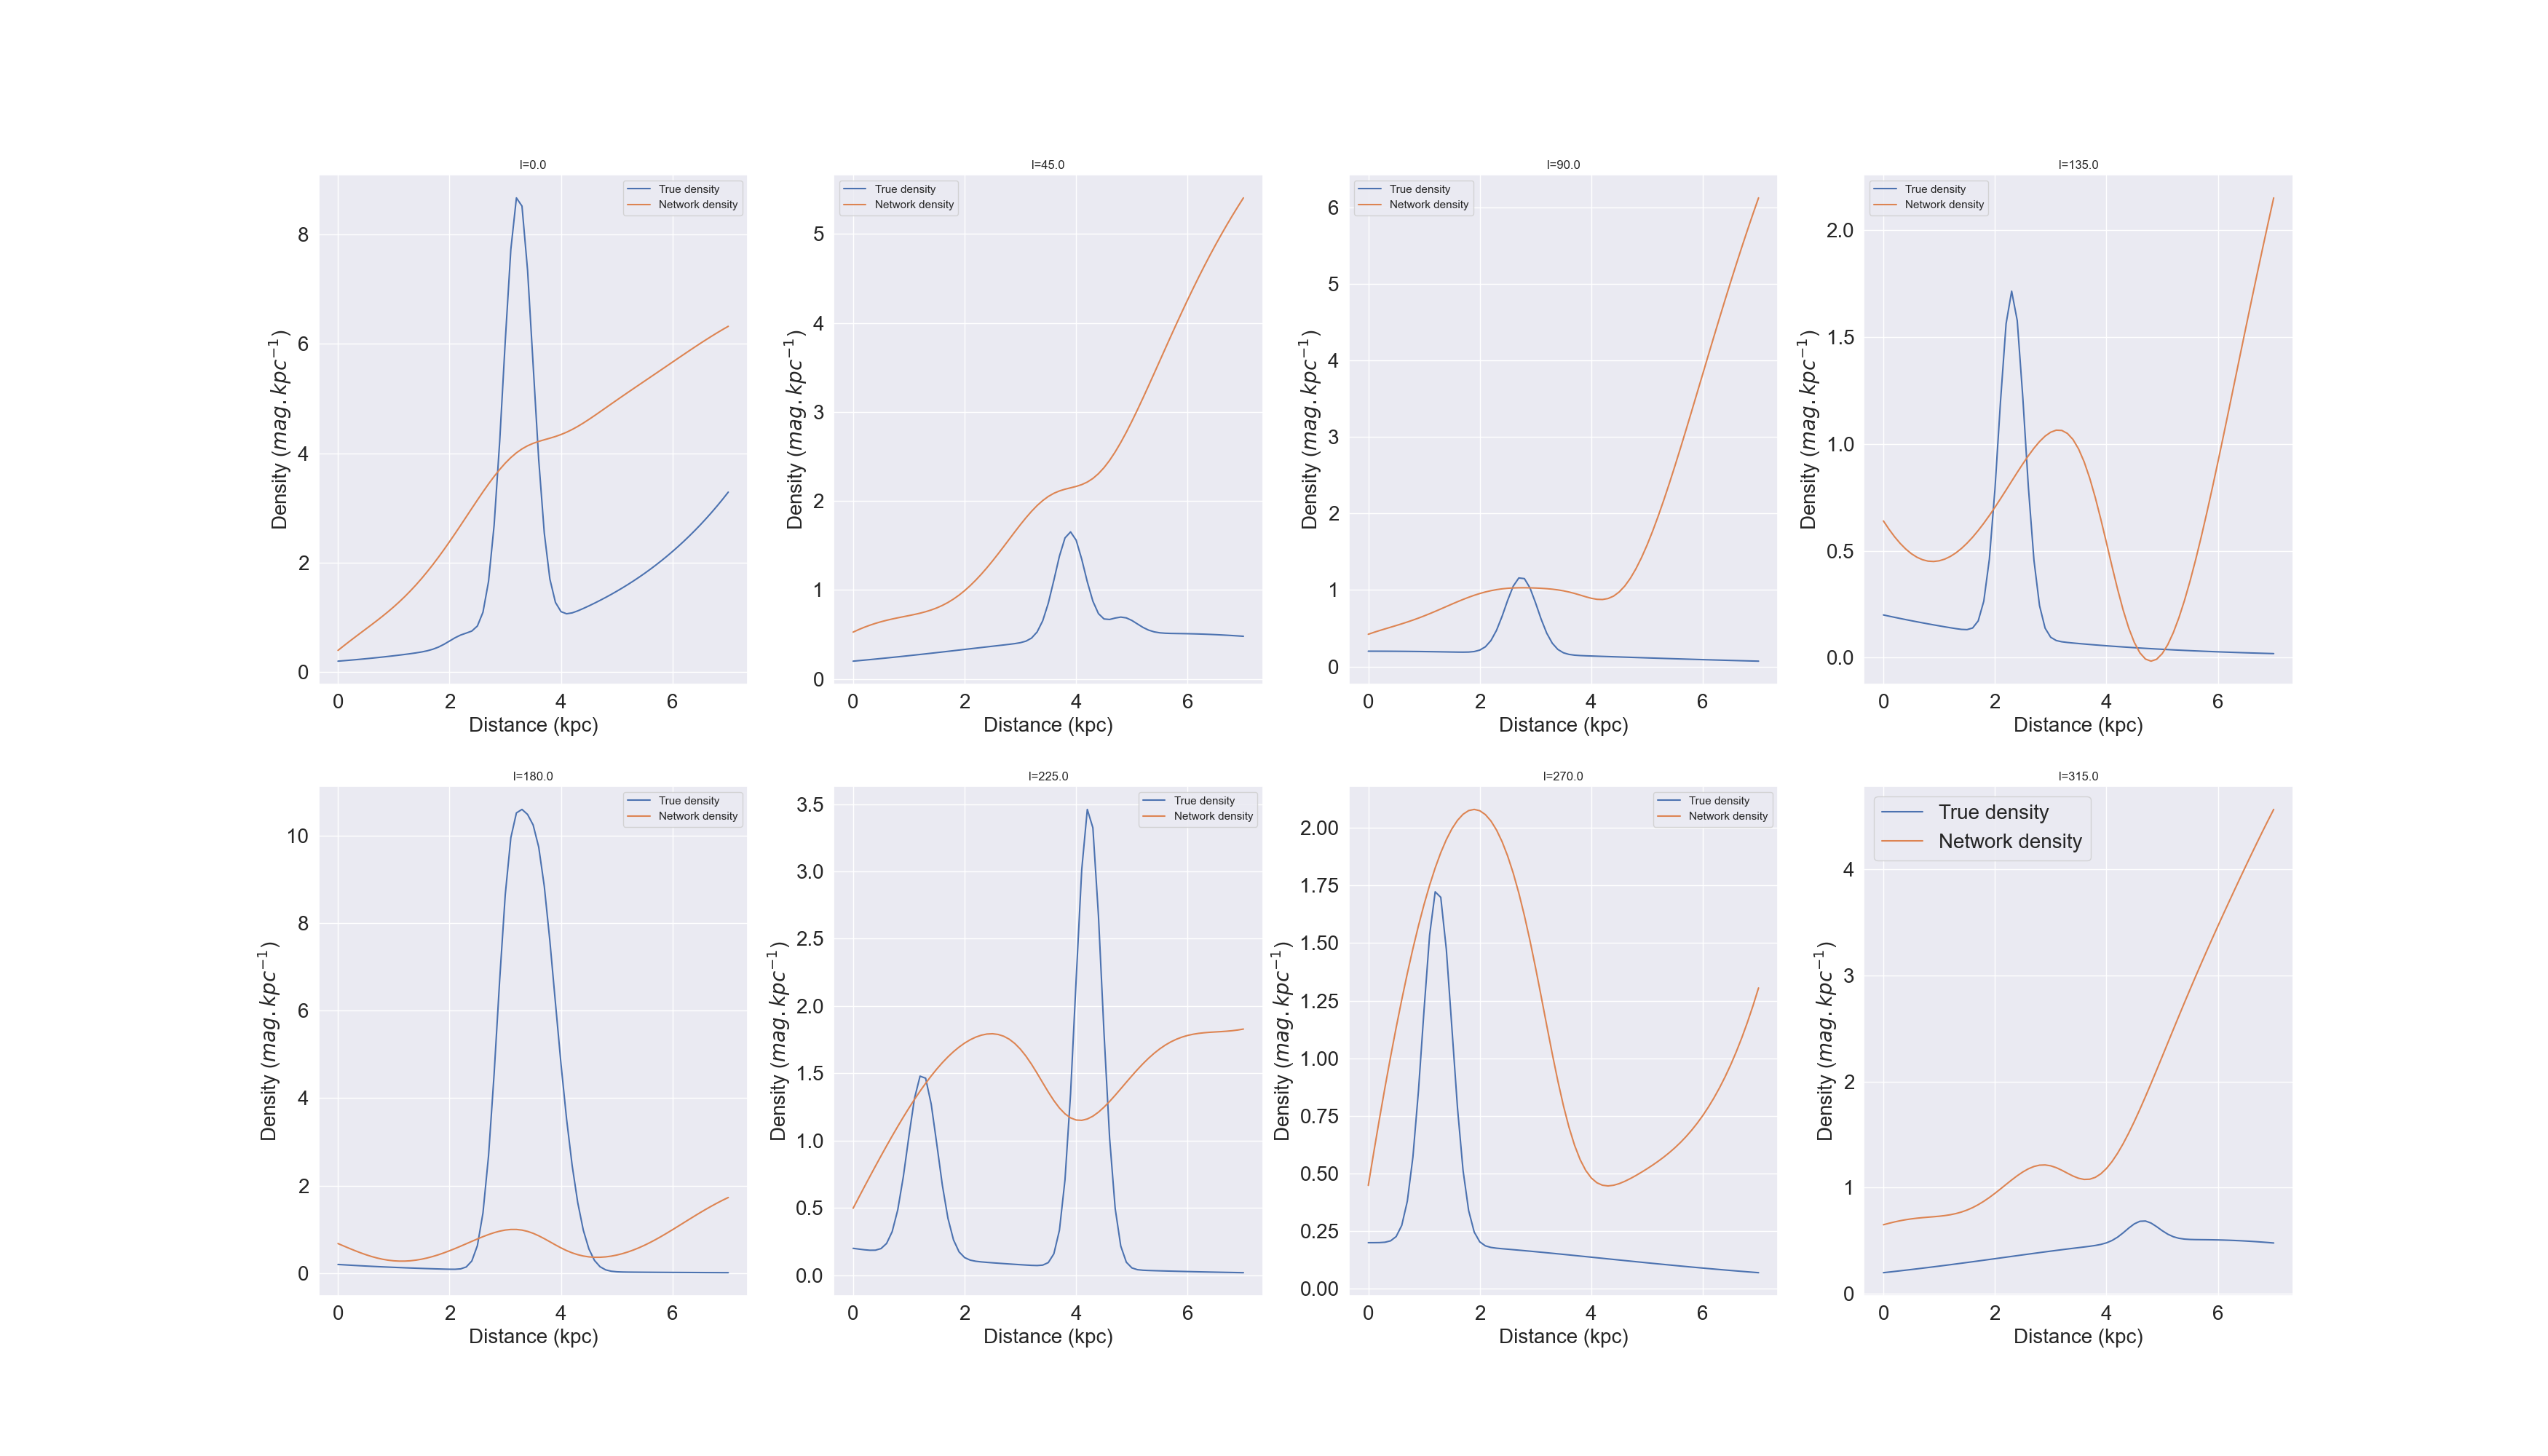 l=0.0
True density
Network density
8
6
4
2
0
Density (mag.kpc⁻¹)
0 2 4 6
Distance (kpc)
l=45.0
True density
Network density
5
4
3
2
1
0
Density (mag.kpc⁻¹)
0 2 4 6
Distance (kpc)
l=90.0
True density
Network density
6
5
4
3
2
1
0
Density (mag.kpc⁻¹)
0 2 4 6
Distance (kpc)
l=135.0
True density
Network density
2.0
1.5
1.0
0.5
0.0
Density (mag.kpc⁻¹)
0 2 4 6
Distance (kpc)
l=180.0
True density
Network density
10
8
6
4
2
0
Density (mag.kpc⁻¹)
0 2 4 6
Distance (kpc)
l=225.0
True density
Network density
3.5
3.0
2.5
2.0
1.5
1.0
0.5
0.0
Density (mag.kpc⁻¹)
0 2 4 6
Distance (kpc)
l=270.0
True density
Network density
2.00
1.75
1.50
1.25
1.00
0.75
0.50
0.25
0.00
Density (mag.kpc⁻¹)
0 2 4 6
Distance (kpc)
l=315.0
True density
Network density
4
3
2
1
0
Density (mag.kpc⁻¹)
0 2 4 6
Distance (kpc)